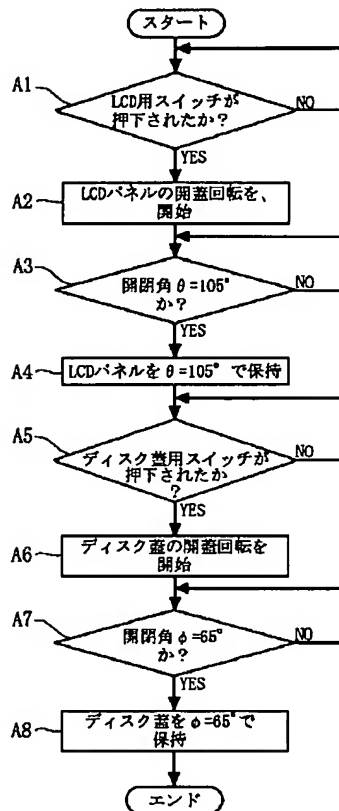 スタート
A1
LCD用スイッチが
押下されたか?
NO
YES
A2
LCDパネルの開蓋回転を、
開始
A3
開閉角θ=105°
か?
NO
YES
A4
LCDパネルをθ=105°で保持
A5
ディスク蓋用スイッチが
押下されたか
?
NO
YES
A6
ディスク蓋の開蓋回転を
開始
A7
開閉角φ=65°
か?
NO
YES
A8
ディスク蓋をφ=65°で
保持
エンド